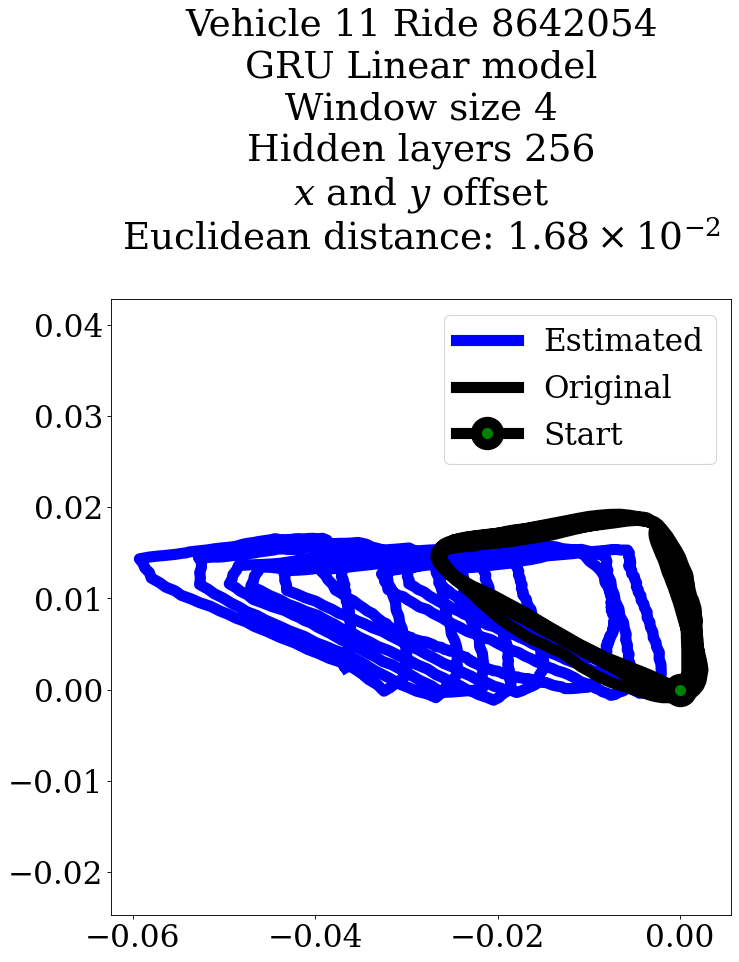 Vehicle 11 Ride 8642054
GRU Linear model
Window size 4
Hidden layers 256
x and y offset
Euclidean distance: 1.68 × 10⁻²
Estimated
Original
Start
0.04
0.03
0.02
0.01
0.00
−0.01
−0.02
−0.06 −0.04 −0.02 0.00